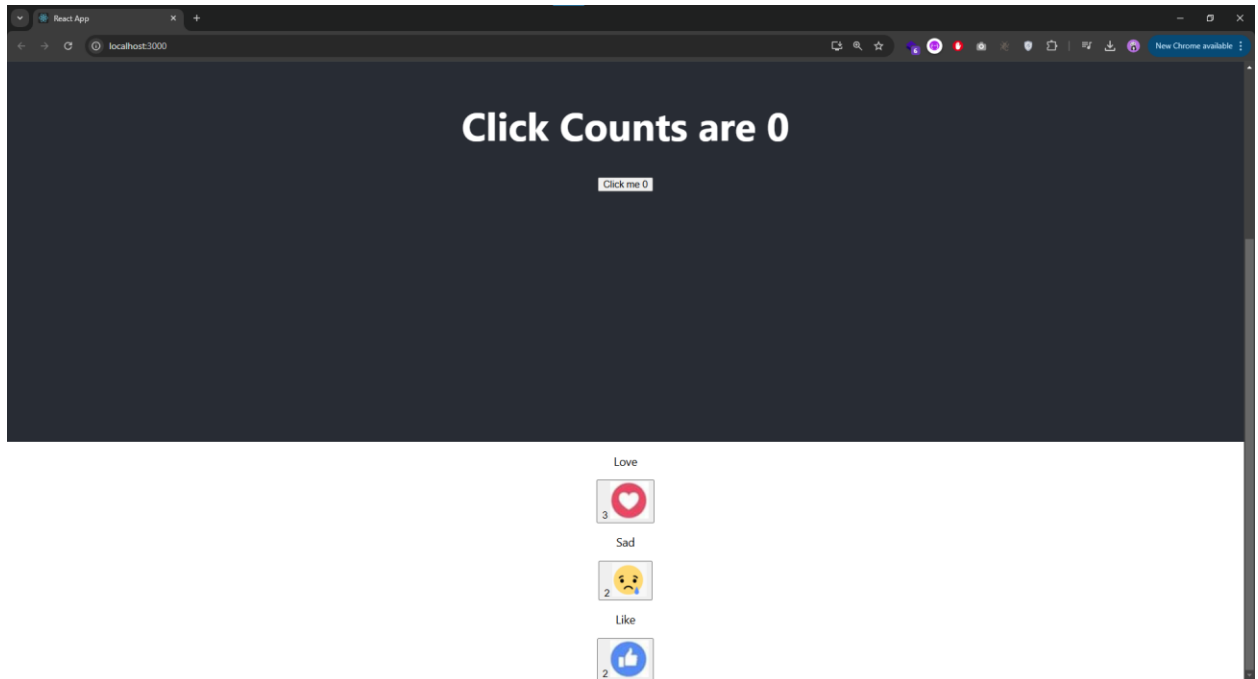 React App
localhost:3000
6
New Chrome available
Click Counts are 0
Click me 0
Love
3
Sad
2
Like
2